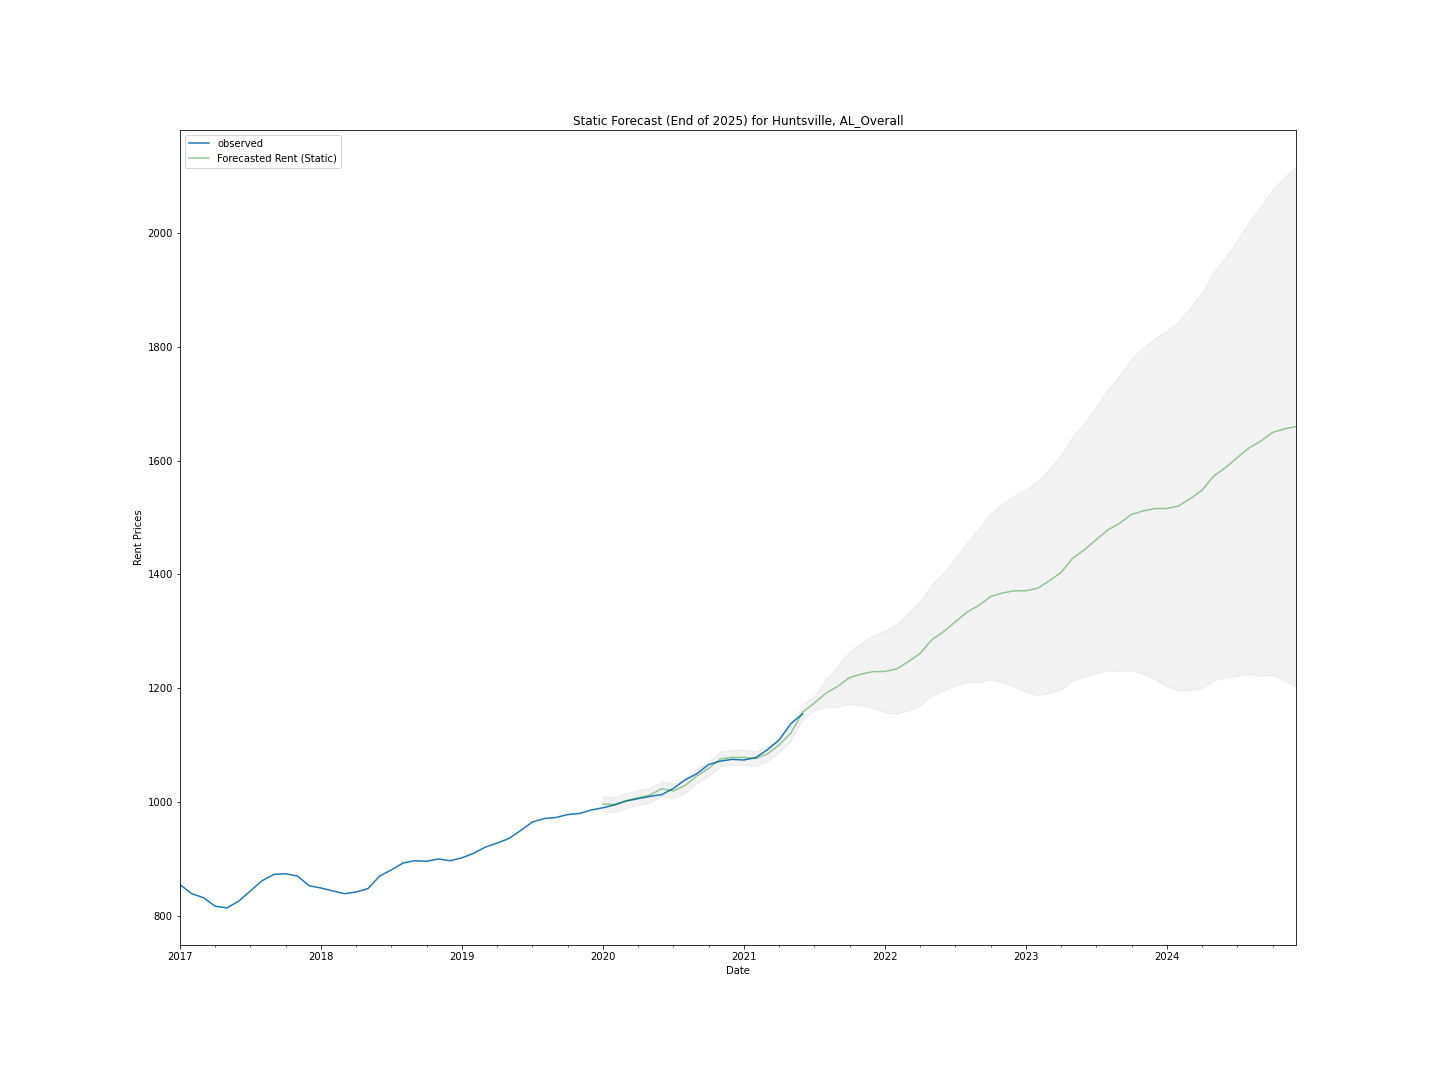 Static Forecast (End of 2025) for Huntsville, AL_Overall
observed
Forecasted Rent (Static)
2000
1800
1600
1400
1200
1000
800
Rent Prices
2017 2018 2019 2020 2021 2022 2023 2024
Date